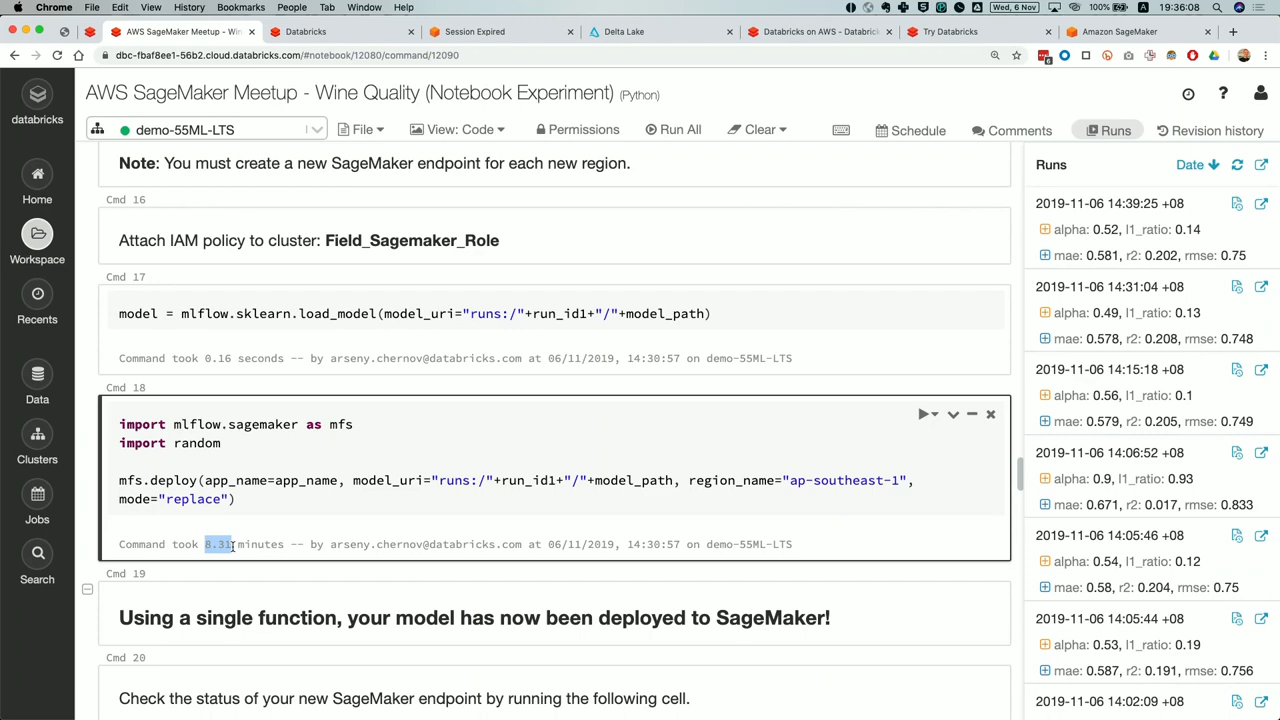 Chrome File Edit View History Bookmarks People Tab Window Help
100% A Wed, 6 Nov 19:36:08
AWS SageMaker Meetup - Wi
Databricks
Session Expired
Delta Lake
Databricks on AWS - Databrick
Try Databricks
Amazon SageMaker
dbc-fbaf8ee1-56b2.cloud.databricks.com/#notebook/12080/command/12090
databricks
Home
Workspace
Recents
Data
Clusters
Jobs
Search
AWS SageMaker Meetup - Wine Quality (Notebook Experiment) (Python)
demo-55ML-LTS
File
View: Code
Permissions
Run All
Clear
Schedule
Comments
Runs
Revision history
Note: You must create a new SageMaker endpoint for each new region.
Cmd 16
Attach IAM policy to cluster: Field_Sagemaker_Role
Cmd 17
model = mlflow.sklearn.load_model(model_uri="runs:/"+run_id1+"/"+model_path)
Command took 0.16 seconds -- by arseny.chernov@databricks.com at 06/11/2019, 14:30:57 on demo-55ML-LTS
Cmd 18
import mlflow.sagemaker as mfs
import random
mfs.deploy(app_name=app_name, model_uri="runs:/"+run_id1+"/"+model_path, region_name="ap-southeast-1",
mode="replace")
Command took 8.31 minutes -- by arseny.chernov@databricks.com at 06/11/2019, 14:30:57 on demo-55ML-LTS
Cmd 19
Using a single function, your model has now been deployed to SageMaker!
Cmd 20
Check the status of your new SageMaker endpoint by running the following cell.
Runs
Date
2019-11-06 14:39:25 +08
alpha: 0.52, l1_ratio: 0.14
mae: 0.581, r2: 0.202, rmse: 0.75
2019-11-06 14:31:04 +08
alpha: 0.49, l1_ratio: 0.13
mae: 0.578, r2: 0.208, rmse: 0.748
2019-11-06 14:15:18 +08
alpha: 0.56, l1_ratio: 0.1
mae: 0.579, r2: 0.205, rmse: 0.749
2019-11-06 14:06:52 +08
alpha: 0.9, l1_ratio: 0.93
mae: 0.671, r2: 0.017, rmse: 0.833
2019-11-06 14:05:46 +08
alpha: 0.54, l1_ratio: 0.12
mae: 0.58, r2: 0.204, rmse: 0.75
2019-11-06 14:05:44 +08
alpha: 0.53, l1_ratio: 0.19
mae: 0.587, r2: 0.191, rmse: 0.756
2019-11-06 14:02:09 +08